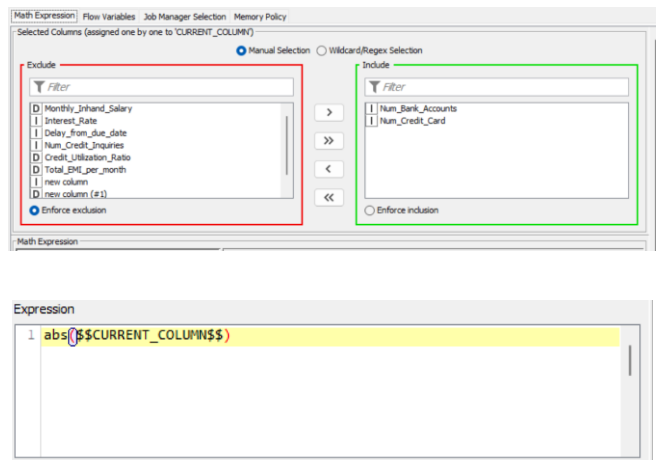 Math Expression Flow Variables Job Manager Selection Memory Policy
Selected Columns (assigned one by one to 'CURRENT_COLUMN')
Manual Selection Wildcard/Regex Selection
Exclude
Filter
D Monthly_Inhand_Salary
I Interest_Rate
I Delay_from_due_date
I Num_Credit_Inquiries
D Credit_Utilization_Ratio
D Total_EMI_per_month
I new column
D new column (#1)
Enforce exclusion
>
>>
<
<<
Include
Filter
I Num_Bank_Accounts
I Num_Credit_Card
Enforce inclusion
Math Expression
Expression
1 abs($$CURRENT_COLUMN$$)